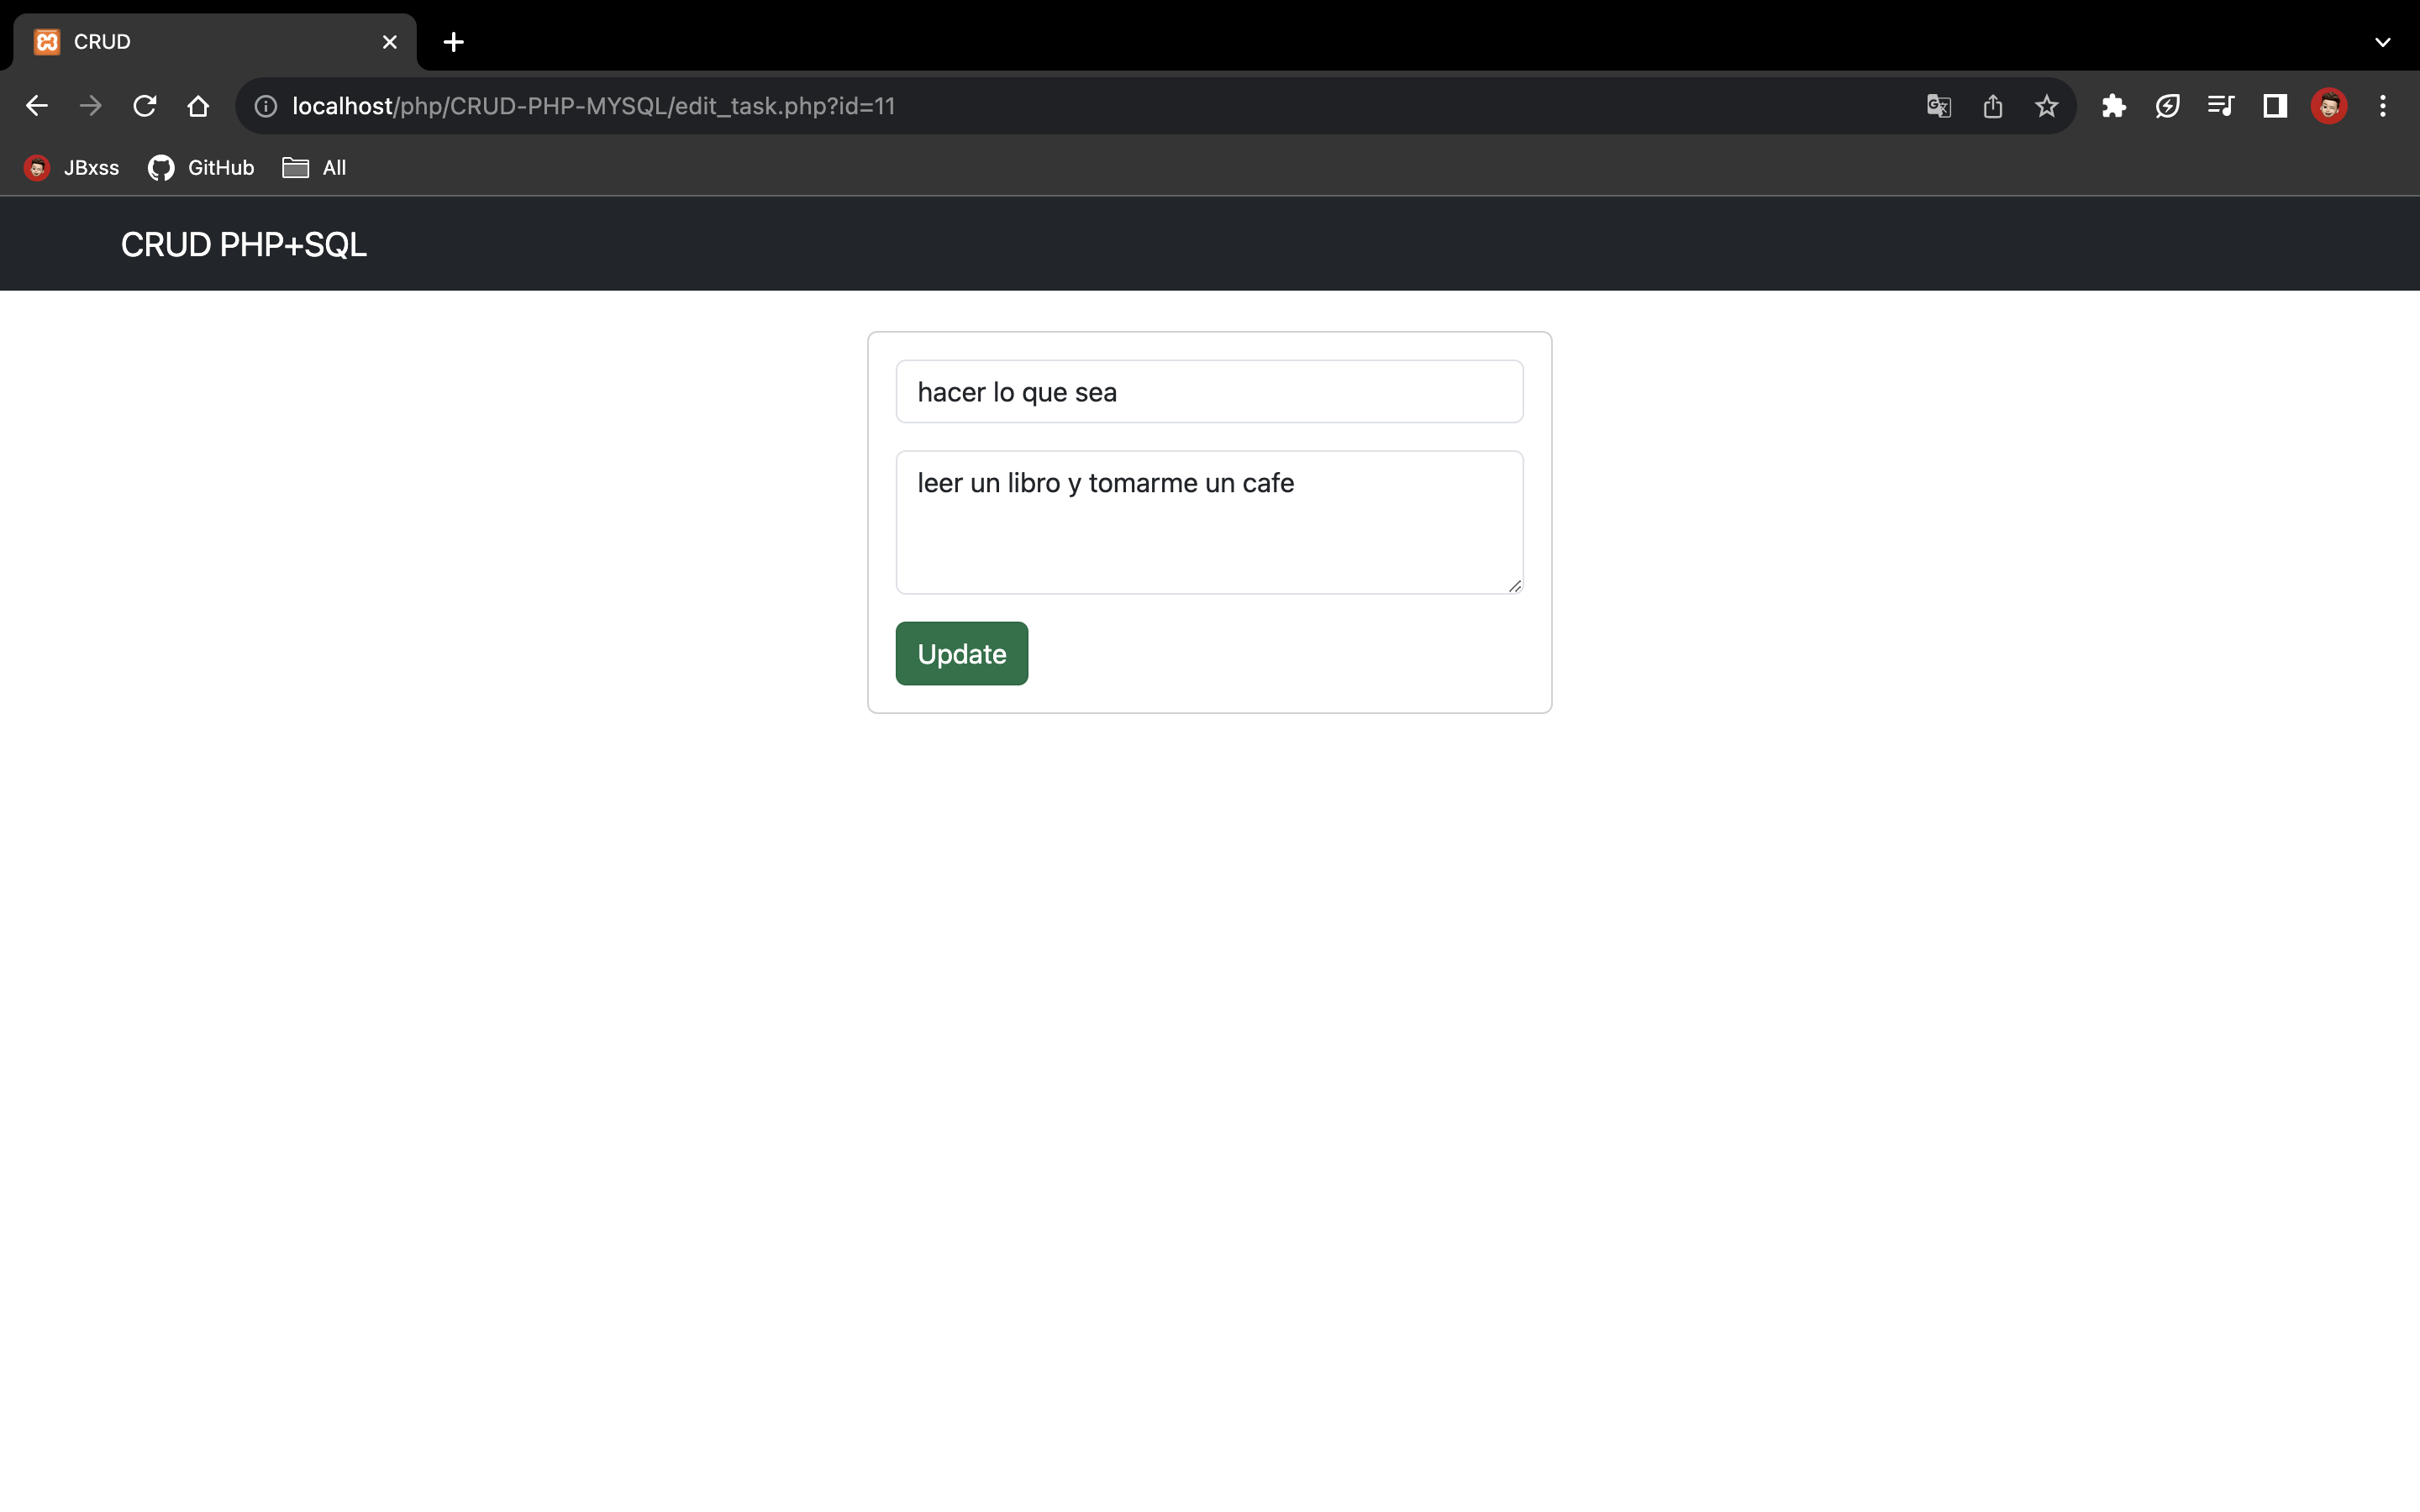 CRUD
localhost/php/CRUD-PHP-MYSQL/edit_task.php?id=11
JBxss GitHub All
CRUD PHP+SQL
hacer lo que sea
leer un libro y tomarme un cafe
Update